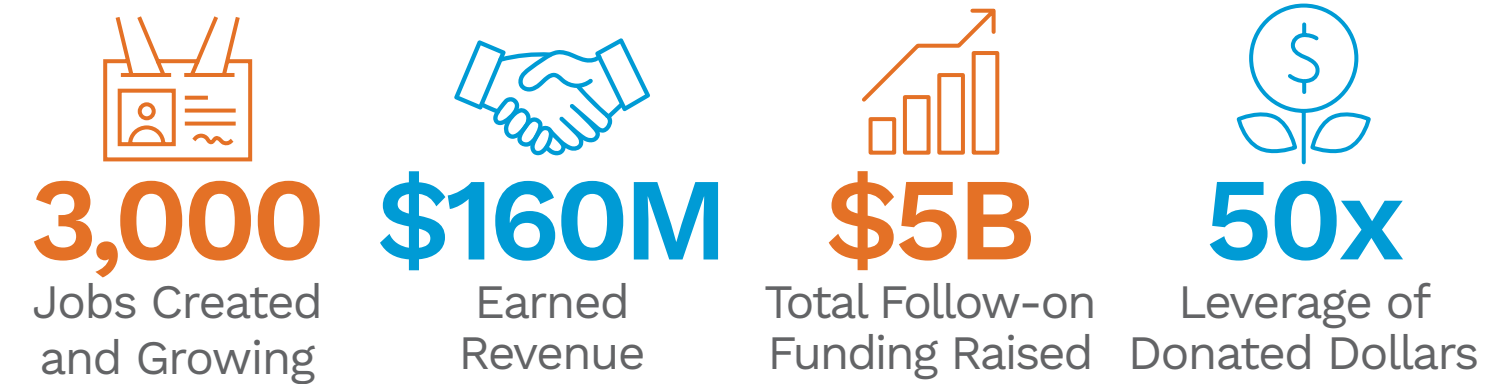 3,000
Jobs Created
and Growing
$160M
Earned
Revenue
$5B
Total Follow-on
Funding Raised
$
50x
Leverage of
Donated Dollars